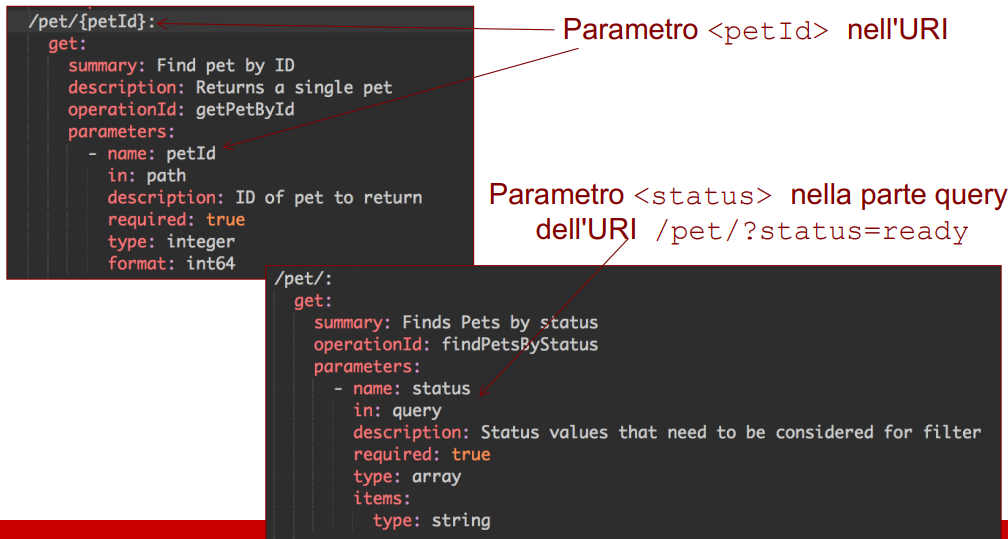 /pet/{petId}:
get:
summary: Find pet by ID
description: Returns a single pet
operationId: getPetById
parameters:
- name: petId
in: path
description: ID of pet to return
required: true
type: integer
format: int64
Parametro <petId> nell'URI
Parametro <status> nella parte query
dell'URI /pet/?status=ready
/pet/:
get:
summary: Finds Pets by status
operationId: findPetsByStatus
parameters:
- name: status
in: query
description: Status values that need to be considered for filter
required: true
type: array
items:
type: string